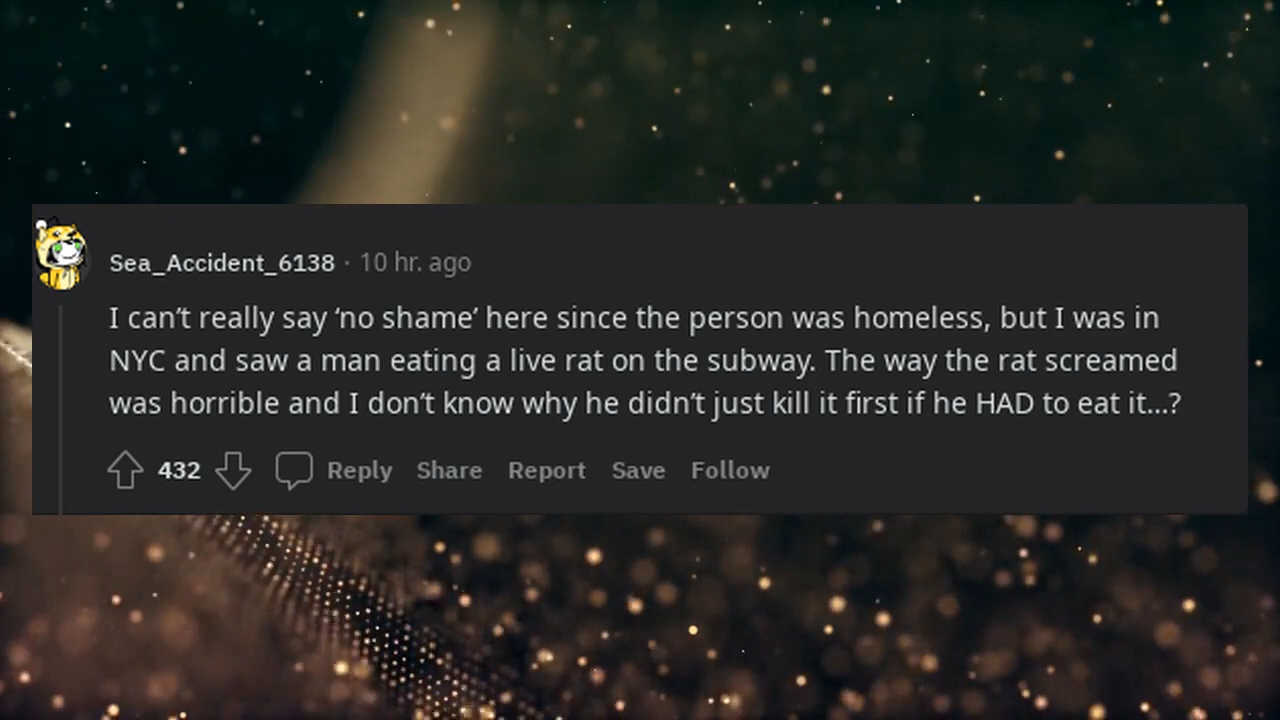 Sea_Accident_6138 · 10 hr. ago
I can’t really say ‘no shame’ here since the person was homeless, but I was in
NYC and saw a man eating a live rat on the subway. The way the rat screamed
was horrible and I don’t know why he didn’t just kill it first if he HAD to eat it...?
432 Reply Share Report Save Follow